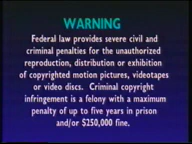 WARNING
Federal law provides severe civil and
criminal penalties for the unauthorized
reproduction, distribution or exhibition
of copyrighted motion pictures, videotapes
or video discs. Criminal copyright
infringement is a felony with a maximum
penalty of up to five years in prison
and/or $250,000 fine.